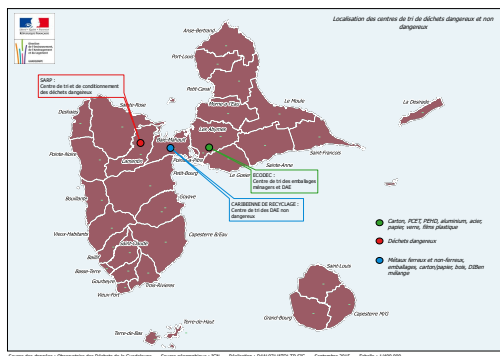 Localisation des centres de tri de déchets dangereux et non
dangereux
Anse-Bertrand
Port-Louis
Petit-Canal
Morne-à-l'Eau
Le Moule
La Désirade
SARP :
Centre de tri et de conditionnement
des déchets dangereux
Sainte-Rose
Deshaies
Les Abymes
Baie-Mahault
Lamentin
Pointe-à-Pitre
Saint-François
Sainte-Anne
Le Gosier
Pointe-Noire
Petit-Bourg
ECODEC :
Centre de tri des emballages
ménagers et DAE
Bouillante
Goyave
CARIBEENNE DE RECYCLAGE :
Centre de tri des DAE non
dangereux
Carton, PCET, PEHD, aluminium, acier,
papier, verre, films plastique
Déchets dangereux
Métaux ferreux et non-ferreux,
emballages, carton/papier, bois, DIBen
mélange
Vieux-Habitants
Capesterre B/Eau
Saint-Claude
Baillif
Basse-Terre
Gourbeyre
Trois-Rivières
Vieux-Fort
Saint-Louis
Grand-Bourg
Capesterre M/G
Terre-de-Haut
Terre-de-Bas